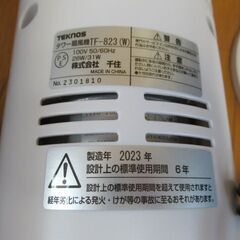 TEKNOS
タワー扇風機TF-823(W)
100V 50/60Hz
28W/31W
株式会社 千住
MADE IN CHINA
No.2301810
警告
注意
製造年 2023年
設計上の標準使用期間 6年
設計上の標準使用期間を超えて使用されますと
経年劣化による発火・けが等の事故に至るおそれがあります